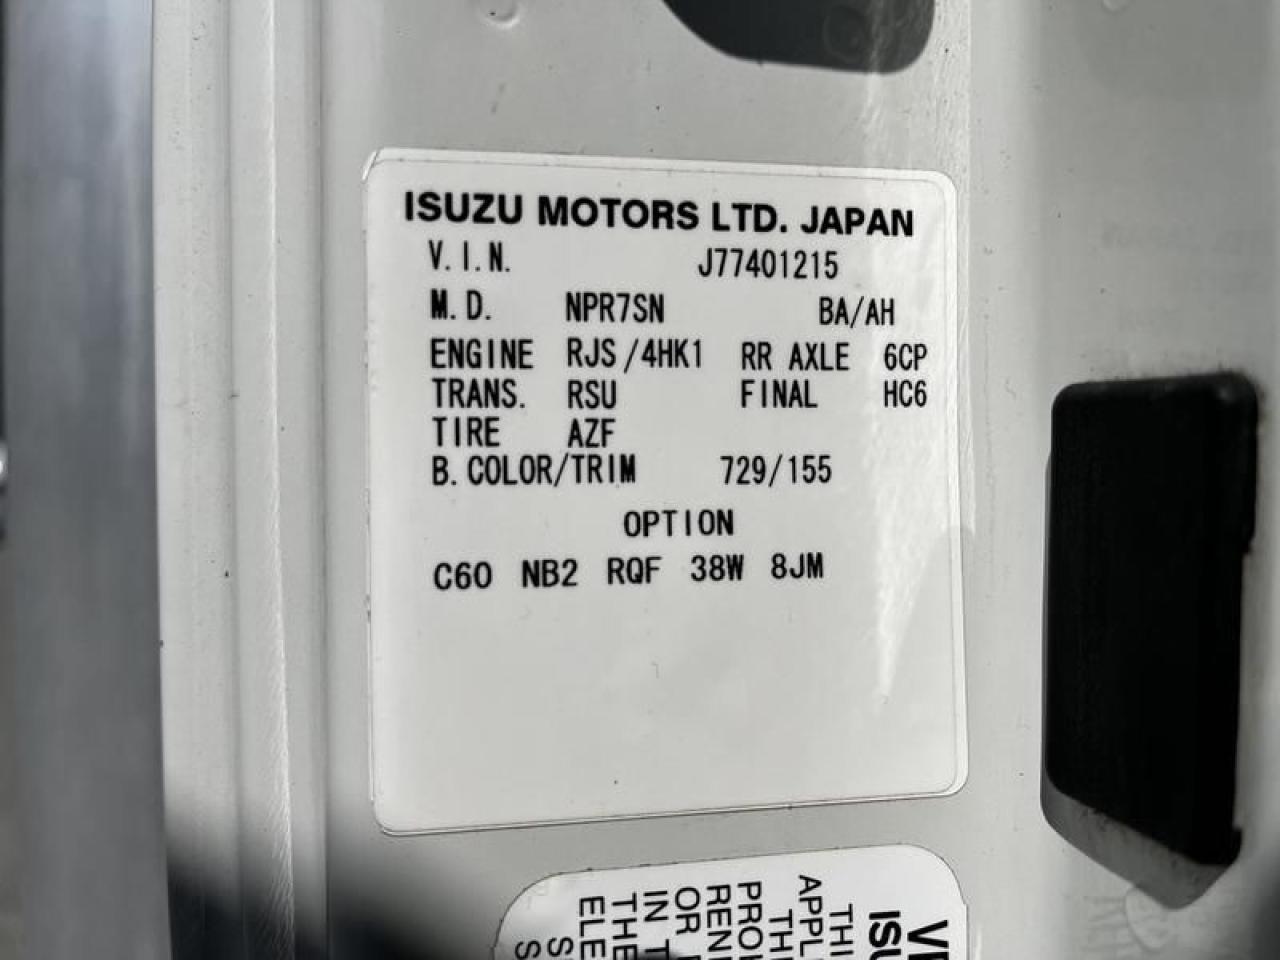 ISUZU MOTORS LTD. JAPAN
V.I.N. J77401215
M.D. NPR7SN BA/AH
ENGINE RJS/4HK1 RR AXLE 6CP
TRANS. RSU FINAL HC6
TIRE AZF
B.COLOR/TRIM 729/155
OPTION
C60 NB2 RQF 38W 8JM